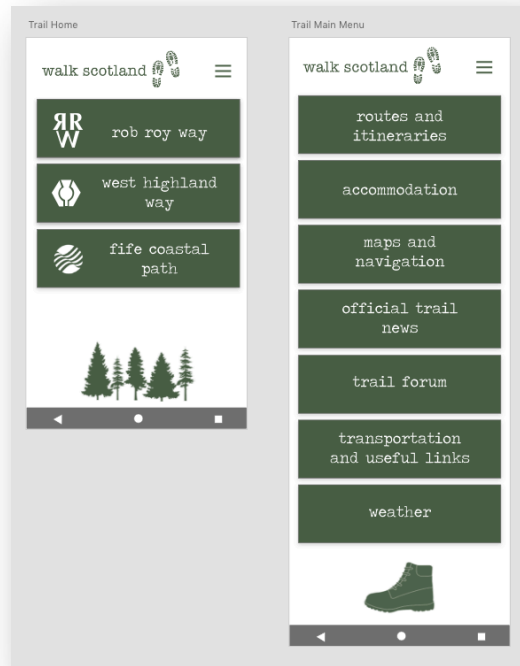 Trail Home
walk scotland
RRW
rob roy way
west highland
way
fife coastal
path
Trail Main Menu
walk scotland
routes and
itineraries
accommodation
maps and
navigation
official trail
news
trail forum
transportation
and useful links
weather